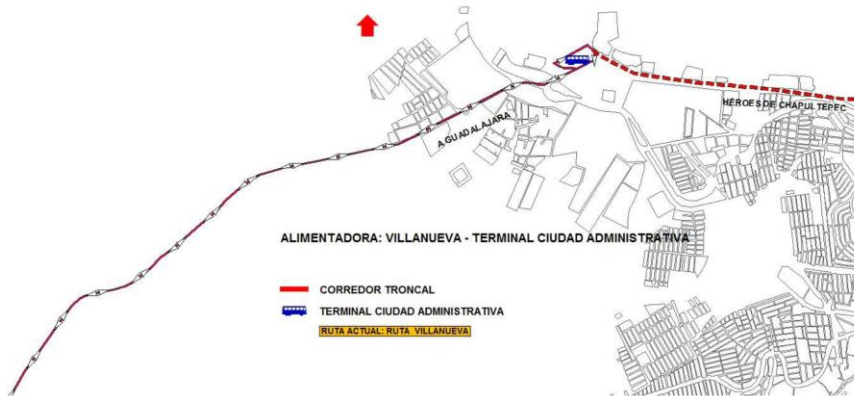 HEROES DE CHAPULTEPEC
A GUADALAJARA
ALIMENTADORA: VILLANUEVA - TERMINAL CIUDAD ADMINISTRATIVA
CORREDOR TRONCAL
TERMINAL CIUDAD ADMINISTRATIVA
RUTA ACTUAL: RUTA VILLANUEVA